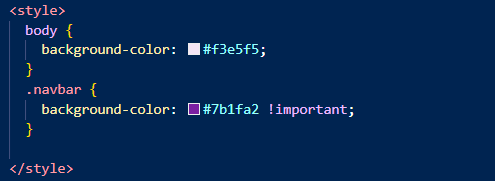 <style>
body {
background-color: #f3e5f5;
}
.navbar {
background-color: #7b1fa2 !important;
}
</style>